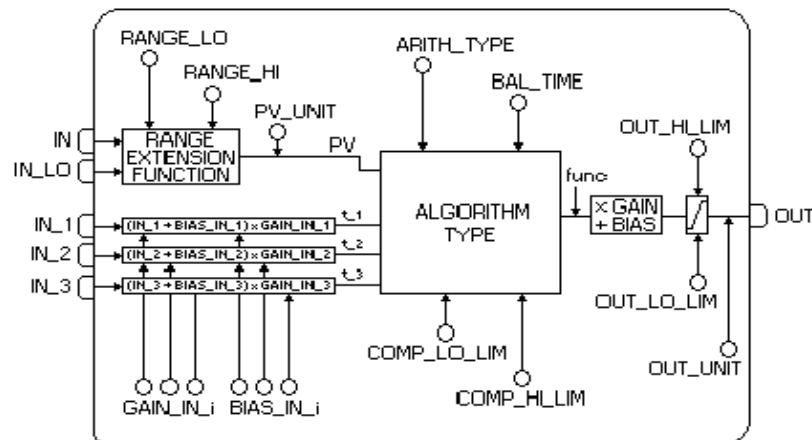 RANGE_LO
RANGE_HI
ARITH_TYPE
BAL_TIME
PV_UNIT
OUT_HI_LIM
IN
IN_LO
RANGE
EXTENSION
FUNCTION
PV
func
IN_1
(IN_1 + BIAS_IN_1) x GAIN_IN_1
t_1
ALGORITHM
TYPE
x GAIN
+ BIAS
OUT
IN_2
(IN_2 + BIAS_IN_2) x GAIN_IN_2
t_2
IN_3
(IN_3 + BIAS_IN_3) x GAIN_IN_3
t_3
OUT_LO_LIM
COMP_LO_LIM
OUT_UNIT
GAIN_IN_i
BIAS_IN_i
COMP_HI_LIM